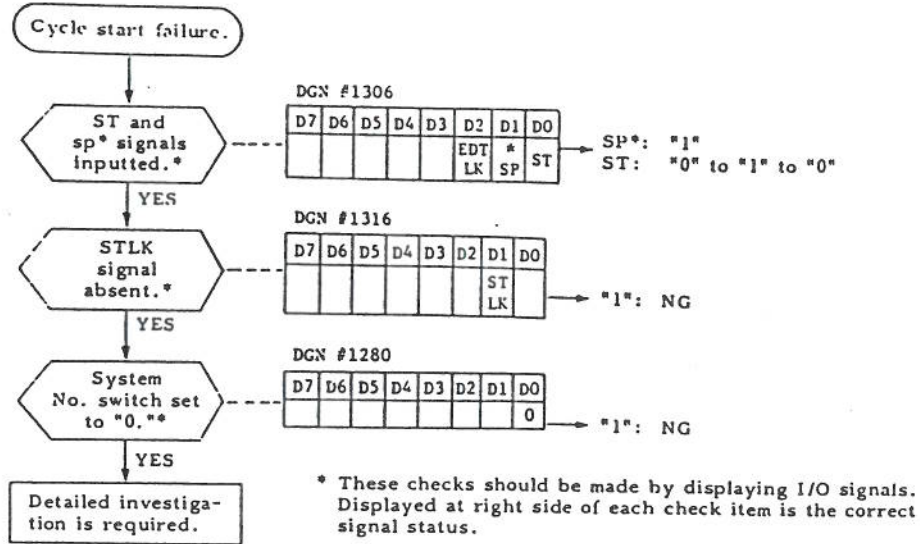 Cycle start failure.
ST and
sp* signals
inputted.*
DGN #1306
D7 D6 D5 D4 D3 D2 D1 D0
EDT * ST
LK SP
SP*: "1"
ST: "0" to "1" to "0"
YES
STLK
signal
absent.*
DGN #1316
D7 D6 D5 D4 D3 D2 D1 D0
ST
LK
"1": NG
YES
System
No. switch set
to "0."*
DGN #1280
D7 D6 D5 D4 D3 D2 D1 D0
0
"1": NG
YES
Detailed investiga-
tion is required.
* These checks should be made by displaying I/O signals.
Displayed at right side of each check item is the correct
signal status.